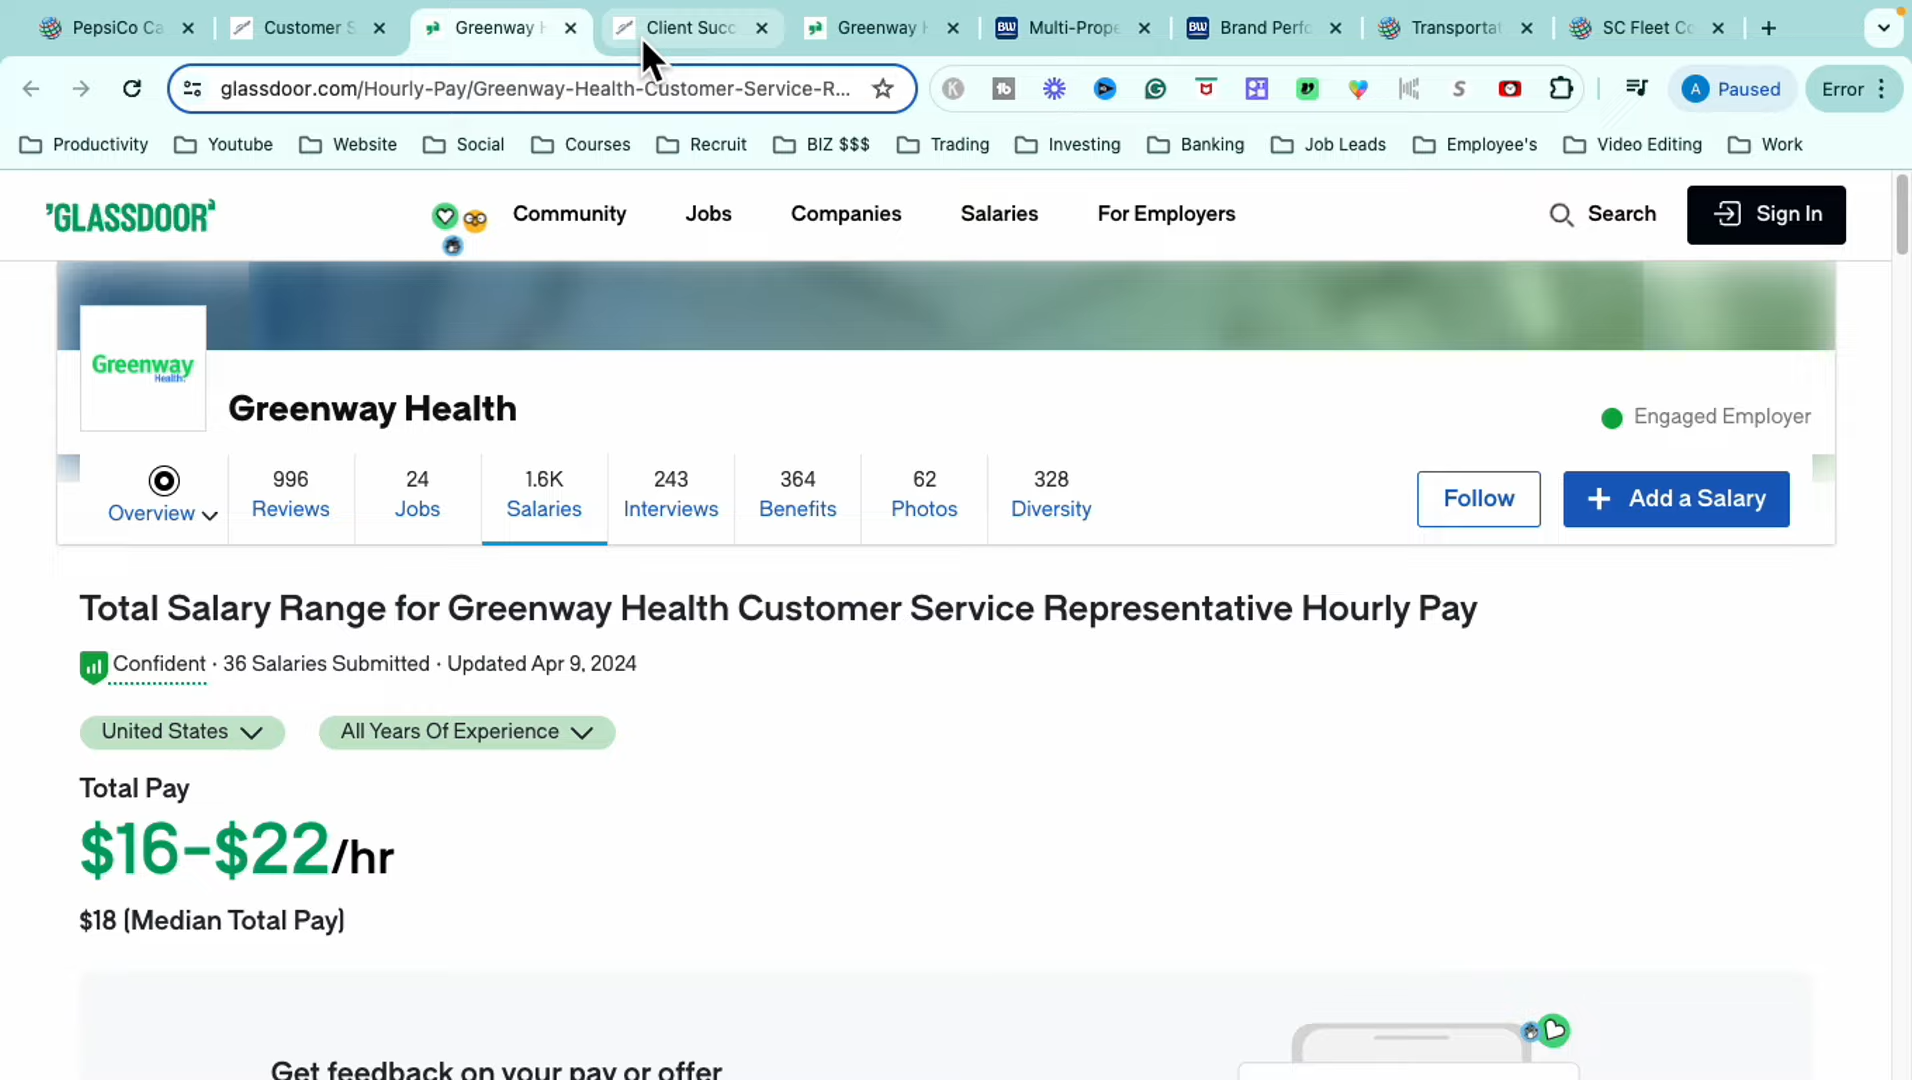 PepsiCo Ca
Customer S
Greenway H
Client Succ
Greenway H
Multi-Prope
Brand Perfo
Transportat
SC Fleet Co
glassdoor.com/Hourly-Pay/Greenway-Health-Customer-Service-R...
A Paused
Error
Productivity
Youtube
Website
Social
Courses
Recruit
BIZ $$$
Trading
Investing
Banking
Job Leads
Employee's
Video Editing
Work
GLASSDOOR
Community
Jobs
Companies
Salaries
For Employers
Search
Sign In
Greenway
Health
Greenway Health
Engaged Employer
Overview
996
Reviews
24
Jobs
1.6K
Salaries
243
Interviews
364
Benefits
62
Photos
328
Diversity
Follow
+ Add a Salary
Total Salary Range for Greenway Health Customer Service Representative Hourly Pay
Confident · 36 Salaries Submitted · Updated Apr 9, 2024
United States
All Years Of Experience
Total Pay
$16-$22/hr
$18 (Median Total Pay)
Get feedback on your pay or offer